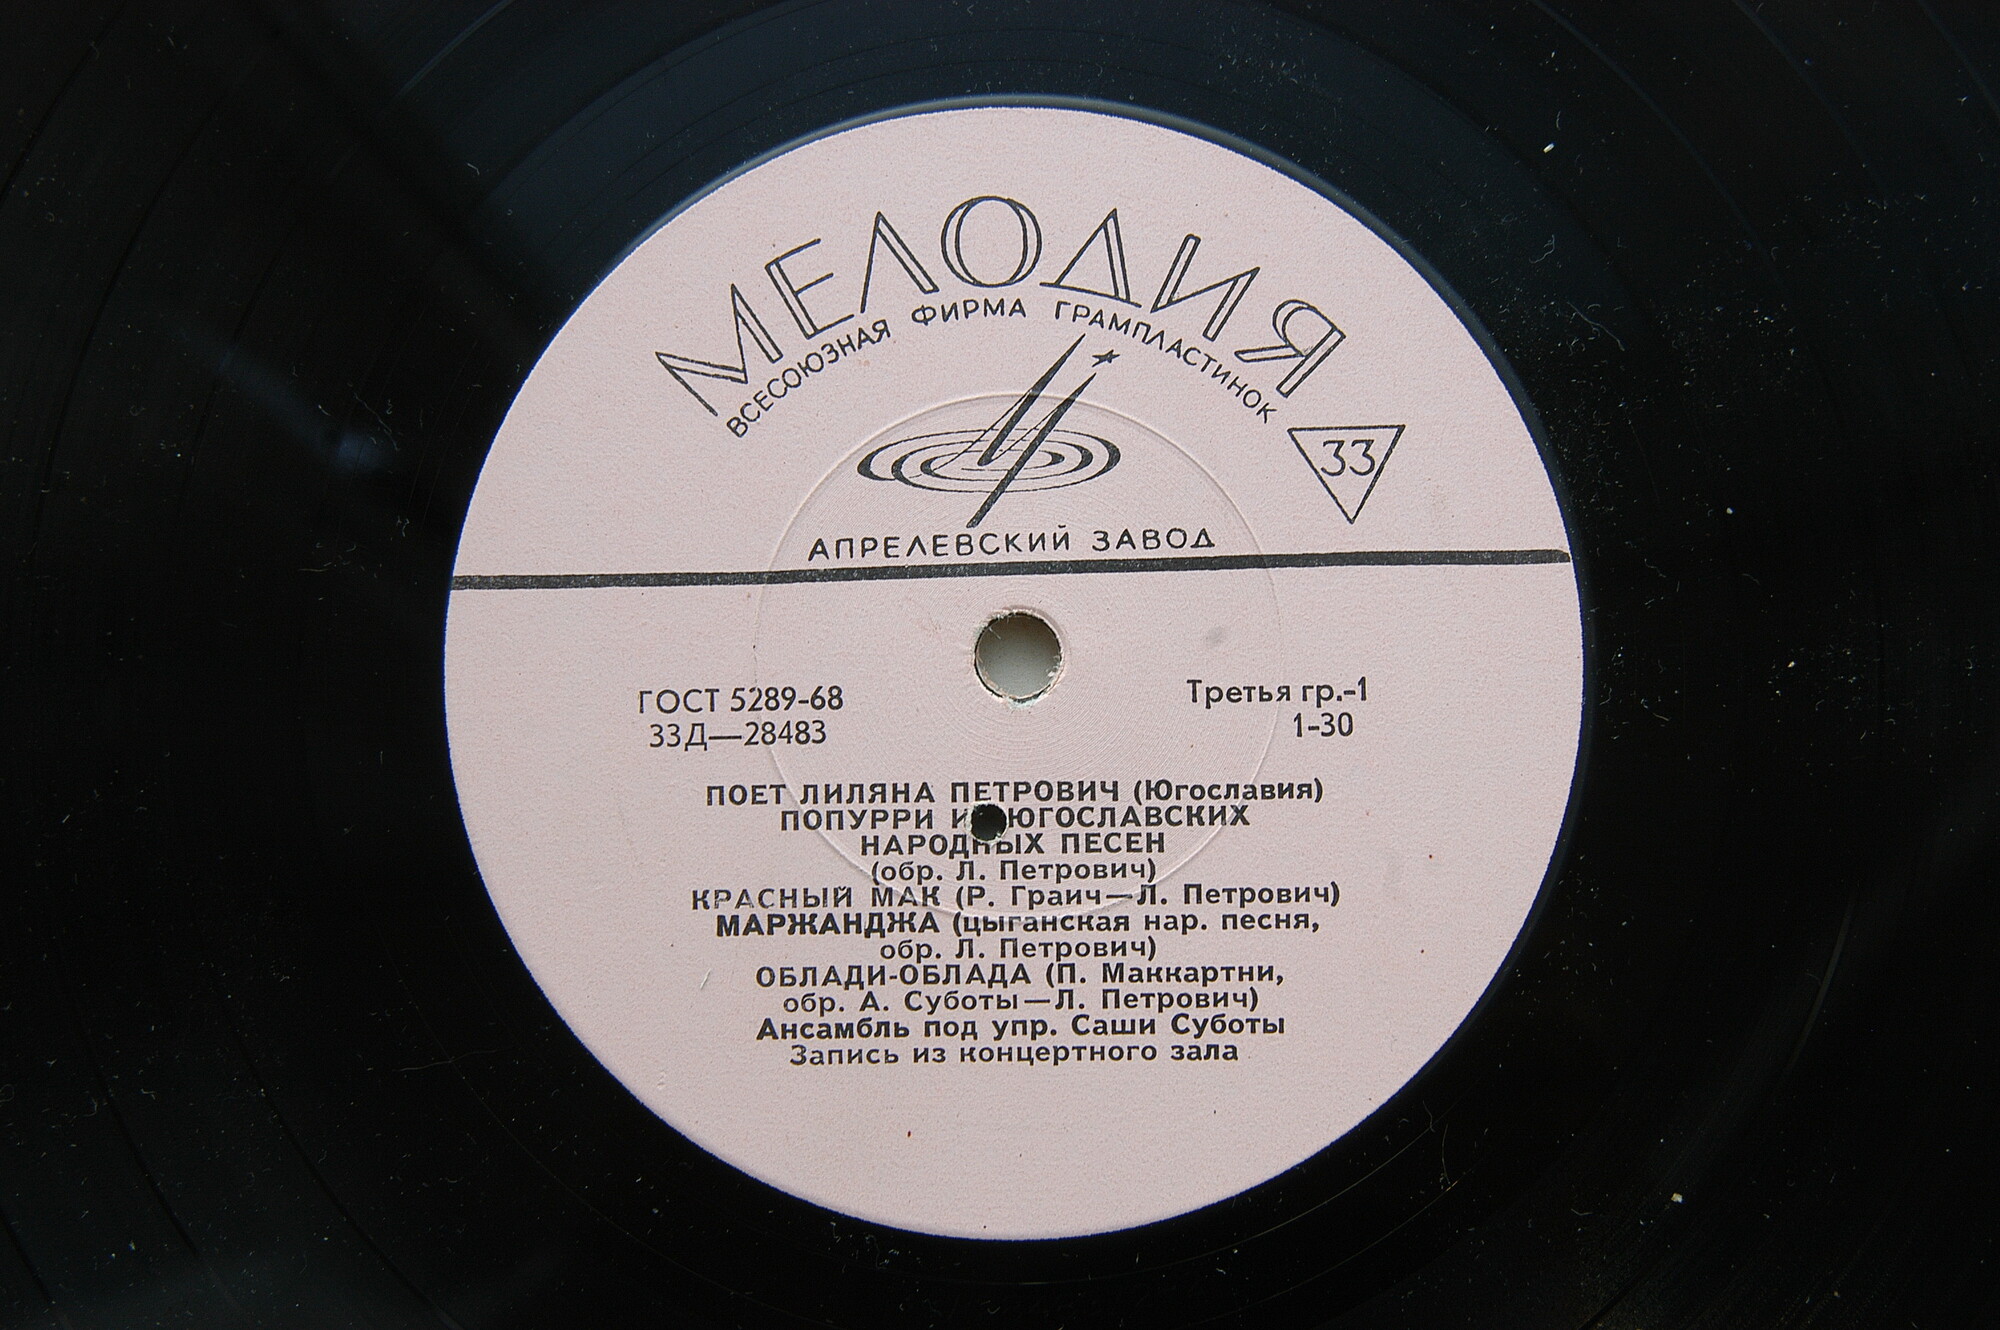 МЕЛОДИЯ
ВСЕСОЮЗНАЯ ФИРМА ГРАМПЛАСТИНОК
33
АПРЕЛЕВСКИЙ ЗАВОД
ГОСТ 5289-68
33Д—28483
Третья гр.-1
1-30
ПОЕТ ЛИЛЯНА ПЕТРОВИЧ (Югославия)
ПОПУРРИ ЮГОСЛАВСКИХ
НАРОДНЫХ ПЕСЕН
(обр. Л. Петрович)
КРАСНЫЙ МАК (Р. Граич—Л. Петрович)
МАРЖАНДЖА (цыганская нар. песня,
обр. Л. Петрович)
ОБЛАДИ-ОБЛАДА (П. Маккартни,
обр. А. Суботы—Л. Петрович)
Ансамбль под упр. Саши Суботы
Запись из концертного зала